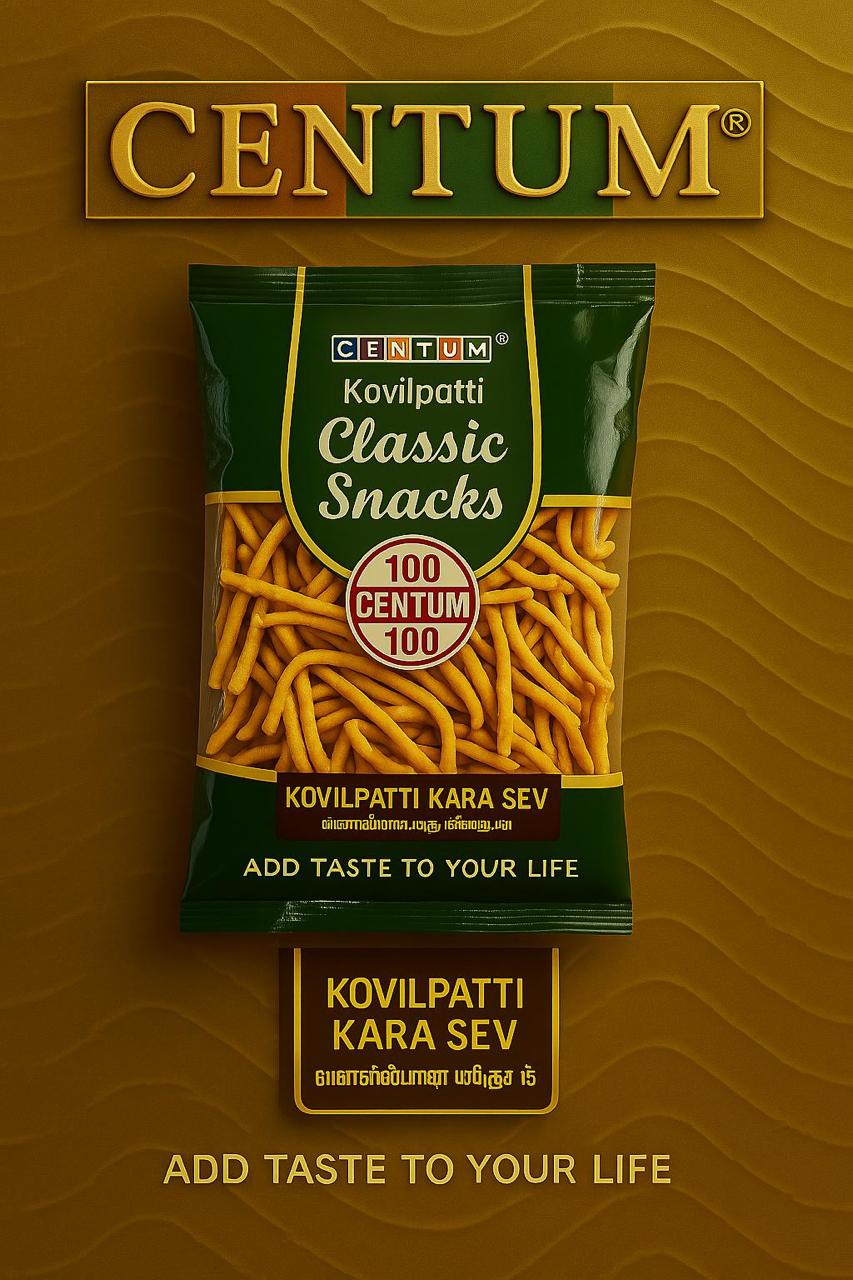 CENTUM®
CENTUM®
Kovilpatti
Classic
Snacks
100
CENTUM
100
KOVILPATTI KARA SEV
ADD TASTE TO YOUR LIFE
KOVILPATTI
KARA SEV
ADD TASTE TO YOUR LIFE